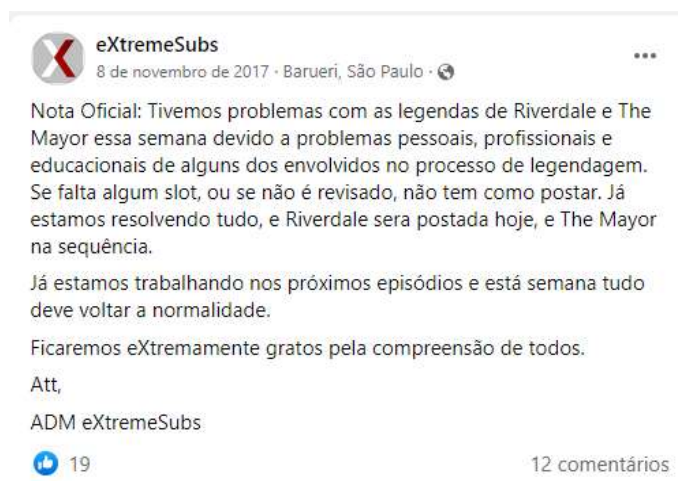 eXtremeSubs
8 de novembro de 2017 · Barueri, São Paulo ·
Nota Oficial: Tivemos problemas com as legendas de Riverdale e The
Mayor essa semana devido a problemas pessoais, profissionais e
educacionais de alguns dos envolvidos no processo de legendagem.
Se falta algum slot, ou se não é revisado, não tem como postar. Já
estamos resolvendo tudo, e Riverdale sera postada hoje, e The Mayor
na sequência.
Já estamos trabalhando nos próximos episódios e está semana tudo
deve voltar a normalidade.
Ficaremos eXtremamente gratos pela compreensão de todos.
Att,
ADM eXtremeSubs
19
12 comentários